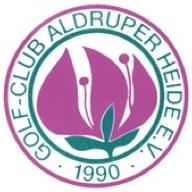 GOLF-CLUB ALDRUPER HEIDE E.V.
· 1990 ·